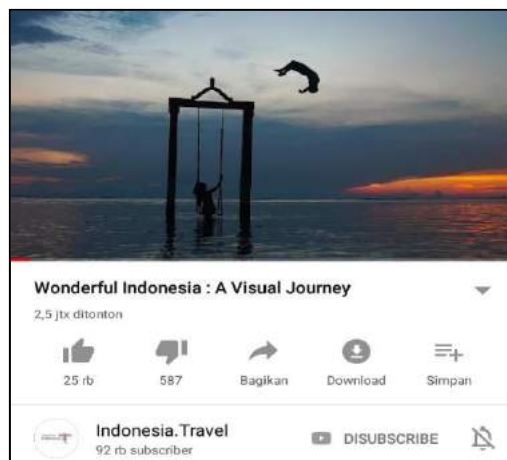 Wonderful Indonesia : A Visual Journey
2,5 jtx ditonton
25 rb 587 Bagikan Download Simpan
Indonesia.Travel
92 rb subscriber
DISUBSCRIBE